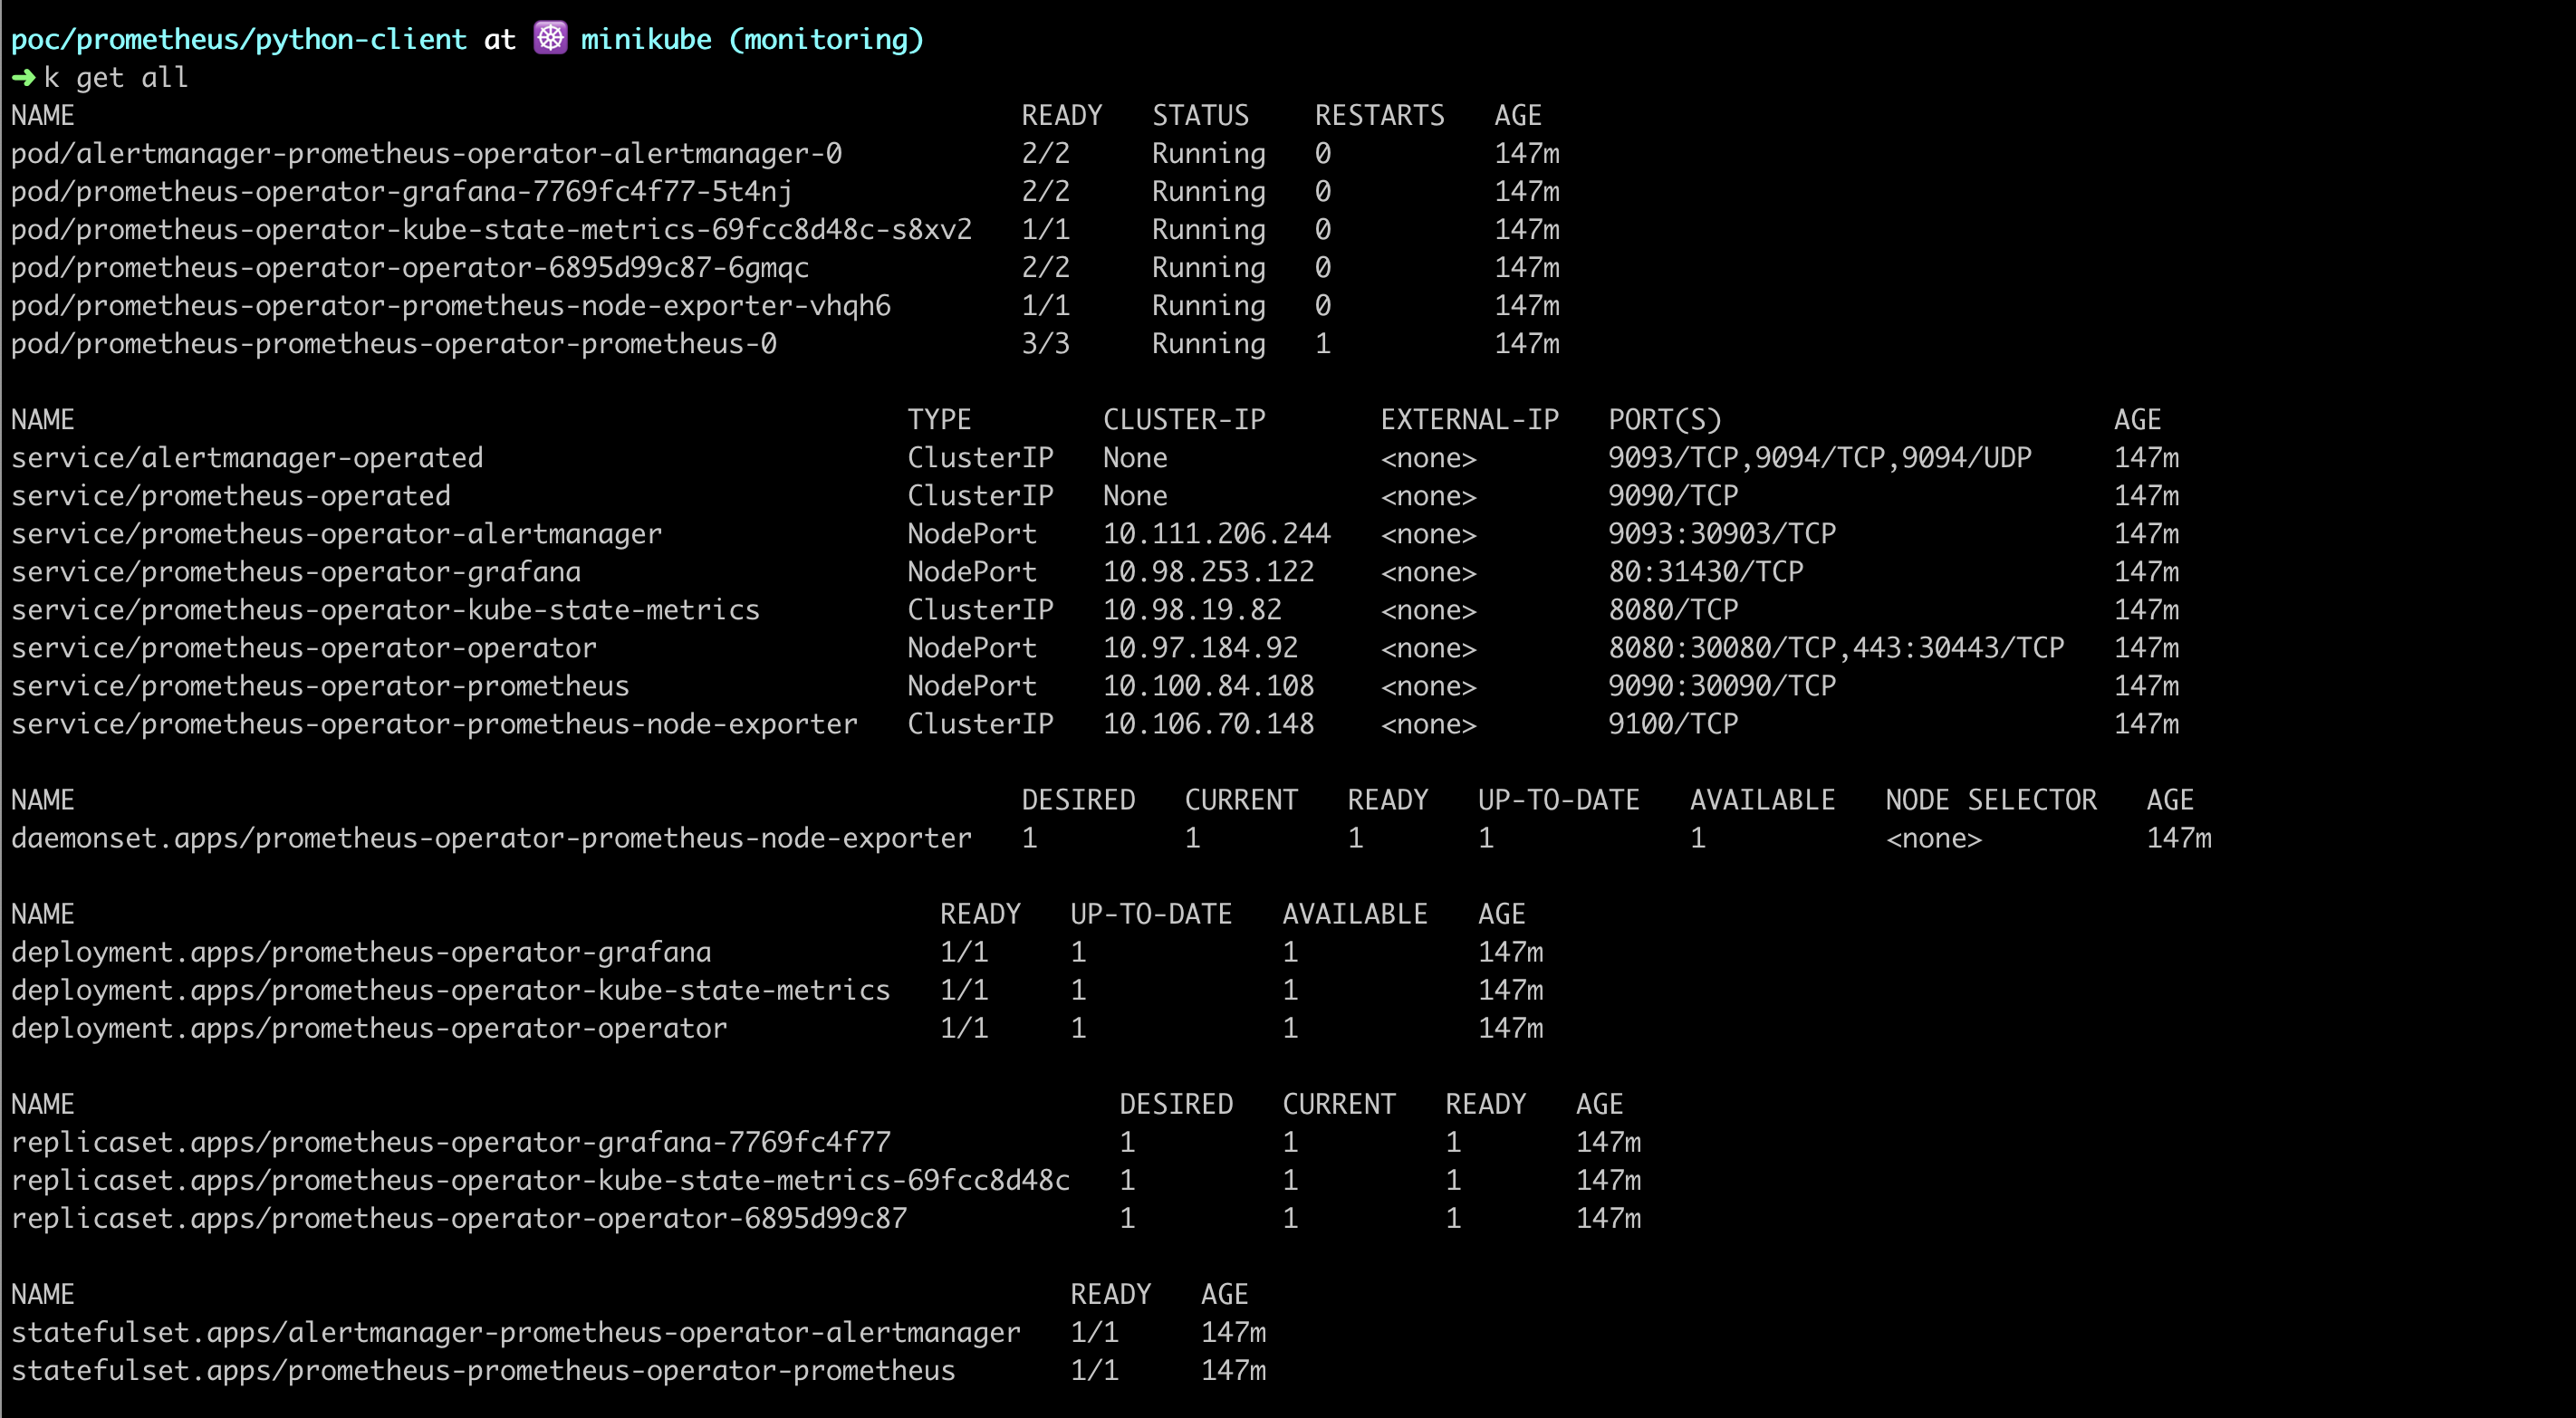 poc/prometheus/python-client at ☸ minikube (monitoring)
➜ k get all
NAME READY STATUS RESTARTS AGE
pod/alertmanager-prometheus-operator-alertmanager-0 2/2 Running 0 147m
pod/prometheus-operator-grafana-7769fc4f77-5t4nj 2/2 Running 0 147m
pod/prometheus-operator-kube-state-metrics-69fcc8d48c-s8xv2 1/1 Running 0 147m
pod/prometheus-operator-operator-6895d99c87-6gmqc 2/2 Running 0 147m
pod/prometheus-operator-prometheus-node-exporter-vhqh6 1/1 Running 0 147m
pod/prometheus-prometheus-operator-prometheus-0 3/3 Running 1 147m
NAME TYPE CLUSTER-IP EXTERNAL-IP PORT(S) AGE
service/alertmanager-operated ClusterIP None <none> 9093/TCP,9094/TCP,9094/UDP 147m
service/prometheus-operated ClusterIP None <none> 9090/TCP 147m
service/prometheus-operator-alertmanager NodePort 10.111.206.244 <none> 9093:30903/TCP 147m
service/prometheus-operator-grafana NodePort 10.98.253.122 <none> 80:31430/TCP 147m
service/prometheus-operator-kube-state-metrics ClusterIP 10.98.19.82 <none> 8080/TCP 147m
service/prometheus-operator-operator NodePort 10.97.184.92 <none> 8080:30080/TCP,443:30443/TCP 147m
service/prometheus-operator-prometheus NodePort 10.100.84.108 <none> 9090:30090/TCP 147m
service/prometheus-operator-prometheus-node-exporter ClusterIP 10.106.70.148 <none> 9100/TCP 147m
NAME DESIRED CURRENT READY UP-TO-DATE AVAILABLE NODE SELECTOR AGE
daemonset.apps/prometheus-operator-prometheus-node-exporter 1 1 1 1 1 <none> 147m
NAME READY UP-TO-DATE AVAILABLE AGE
deployment.apps/prometheus-operator-grafana 1/1 1 1 147m
deployment.apps/prometheus-operator-kube-state-metrics 1/1 1 1 147m
deployment.apps/prometheus-operator-operator 1/1 1 1 147m
NAME DESIRED CURRENT READY AGE
replicaset.apps/prometheus-operator-grafana-7769fc4f77 1 1 1 147m
replicaset.apps/prometheus-operator-kube-state-metrics-69fcc8d48c 1 1 1 147m
replicaset.apps/prometheus-operator-operator-6895d99c87 1 1 1 147m
NAME READY AGE
statefulset.apps/alertmanager-prometheus-operator-alertmanager 1/1 147m
statefulset.apps/prometheus-prometheus-operator-prometheus 1/1 147m